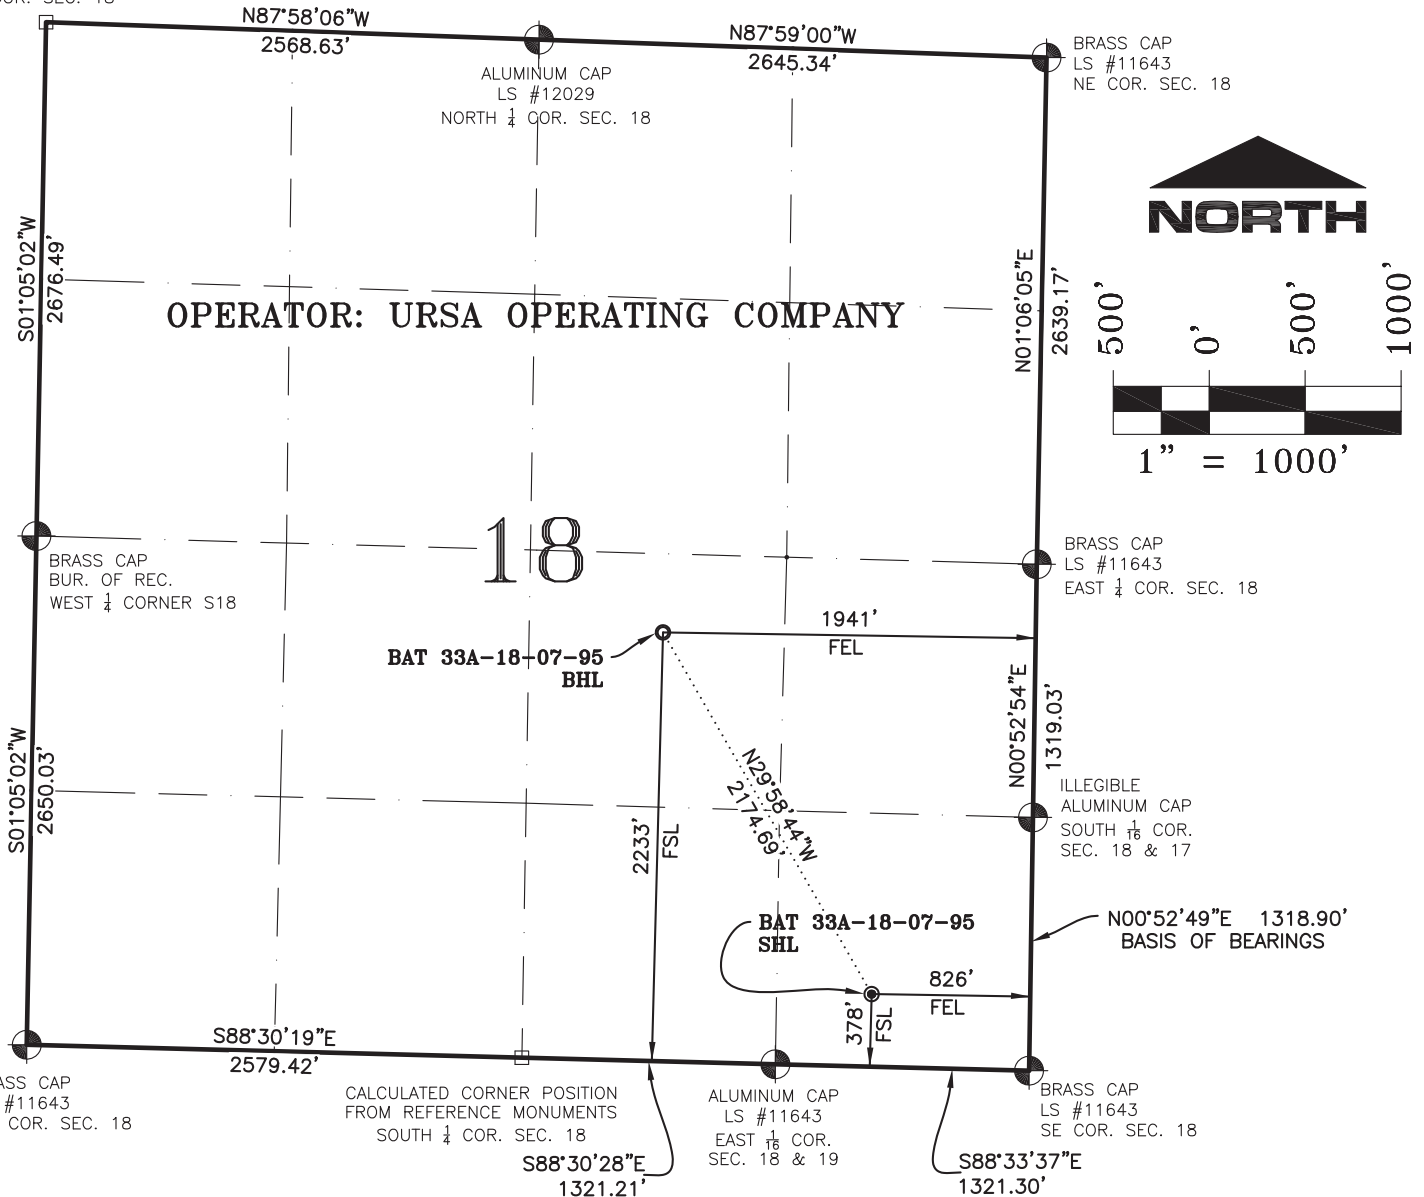 COR. SEC. 18
N87°58'06"W
2568.63'
N87°59'00"W
2645.34'
ALUMINUM CAP
LS #12029
NORTH 1/4 COR. SEC. 18
BRASS CAP
LS #11643
NE COR. SEC. 18
NORTH
500'
0'
500'
1000'
1" = 1000'
S01°05'02"W
2676.49'
N01°06'05"E
2639.17'
OPERATOR: URSA OPERATING COMPANY
18
BRASS CAP
BUR. OF REC.
WEST 1/4 CORNER S18
BRASS CAP
LS #11643
EAST 1/4 COR. SEC. 18
1941'
FEL
BAT 33A-18-07-95
BHL
N00°52'54"E
1319.03'
S01°05'02"W
2650.03'
N29°58'44"W
2174.69'
2233'
FSL
ILLEGIBLE
ALUMINUM CAP
SOUTH 1/16 COR.
SEC. 18 & 17
BAT 33A-18-07-95
SHL
N00°52'49"E 1318.90'
BASIS OF BEARINGS
826'
FEL
378'
FSL
S88°30'19"E
2579.42'
ASS CAP
#11643
COR. SEC. 18
CALCULATED CORNER POSITION
FROM REFERENCE MONUMENTS
SOUTH 1/4 COR. SEC. 18
ALUMINUM CAP
LS #11643
EAST 1/16 COR.
SEC. 18 & 19
BRASS CAP
LS #11643
SE COR. SEC. 18
S88°30'28"E
1321.21'
S88°33'37"E
1321.30'